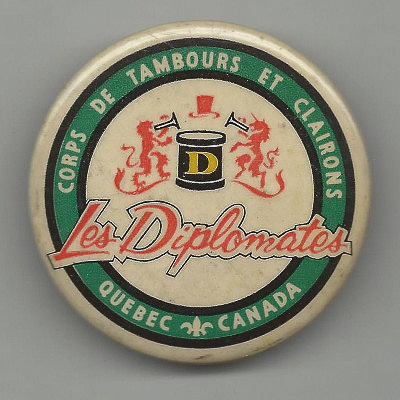 CORPS DE TAMBOURS ET CLAIRONS
D
Les Diplomates
QUEBEC CANADA